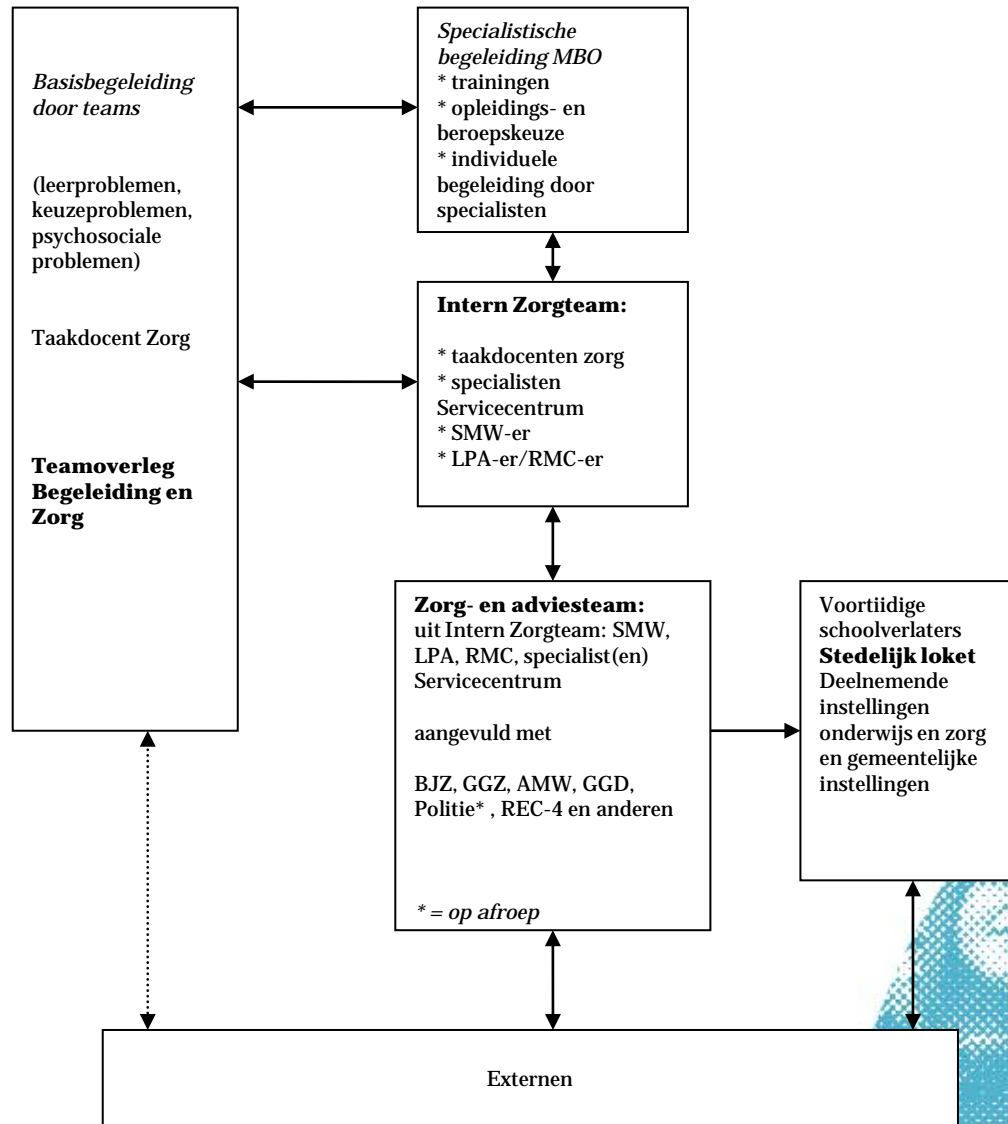 Basisbegeleiding
door teams
(leerproblemen,
keuzeproblemen,
psychosociale
problemen)
Taakdocent Zorg
Teamoverleg
Begeleiding en
Zorg
Specialistische
begeleiding MBO
* trainingen
* opleidings- en
beroepskeuze
* individuele
begeleiding door
specialisten
Intern Zorgteam:
* taakdocenten zorg
* specialisten
Servicecentrum
* SMW-er
* LPA-er/RMC-er
Zorg- en adviesteam:
uit Intern Zorgteam: SMW,
LPA, RMC, specialist(en)
Servicecentrum
aangevuld met
BJZ, GGZ, AMW, GGD,
Politie* , REC-4 en anderen
* = op afroep
Voortiidige
schoolverlaters
Stedelijk loket
Deelnemende
instellingen
onderwijs en zorg
en gemeentelijke
instellingen
Externen